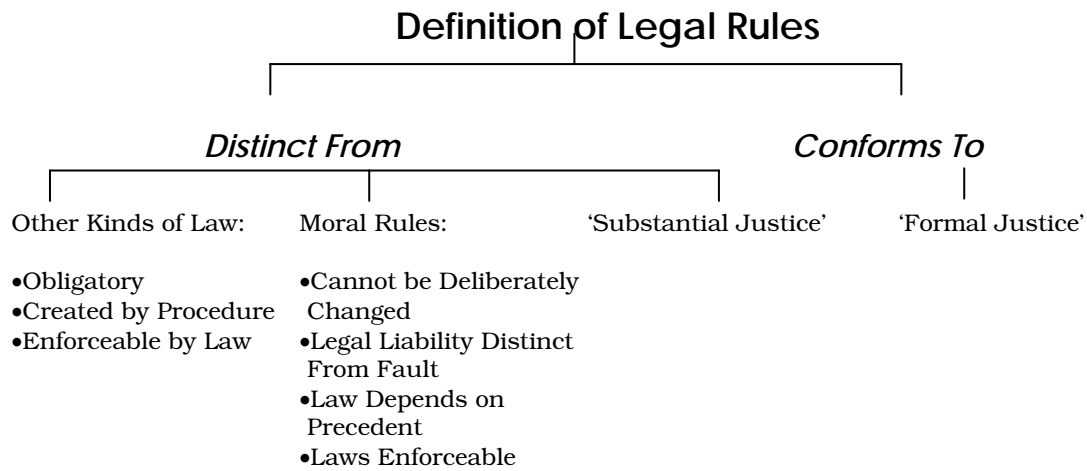 Definition of Legal Rules
Distinct From
Conforms To
Other Kinds of Law:
•Obligatory
•Created by Procedure
•Enforceable by Law
Moral Rules:
•Cannot be Deliberately
Changed
•Legal Liability Distinct
From Fault
•Law Depends on
Precedent
•Laws Enforceable
‘Substantial Justice’
‘Formal Justice’